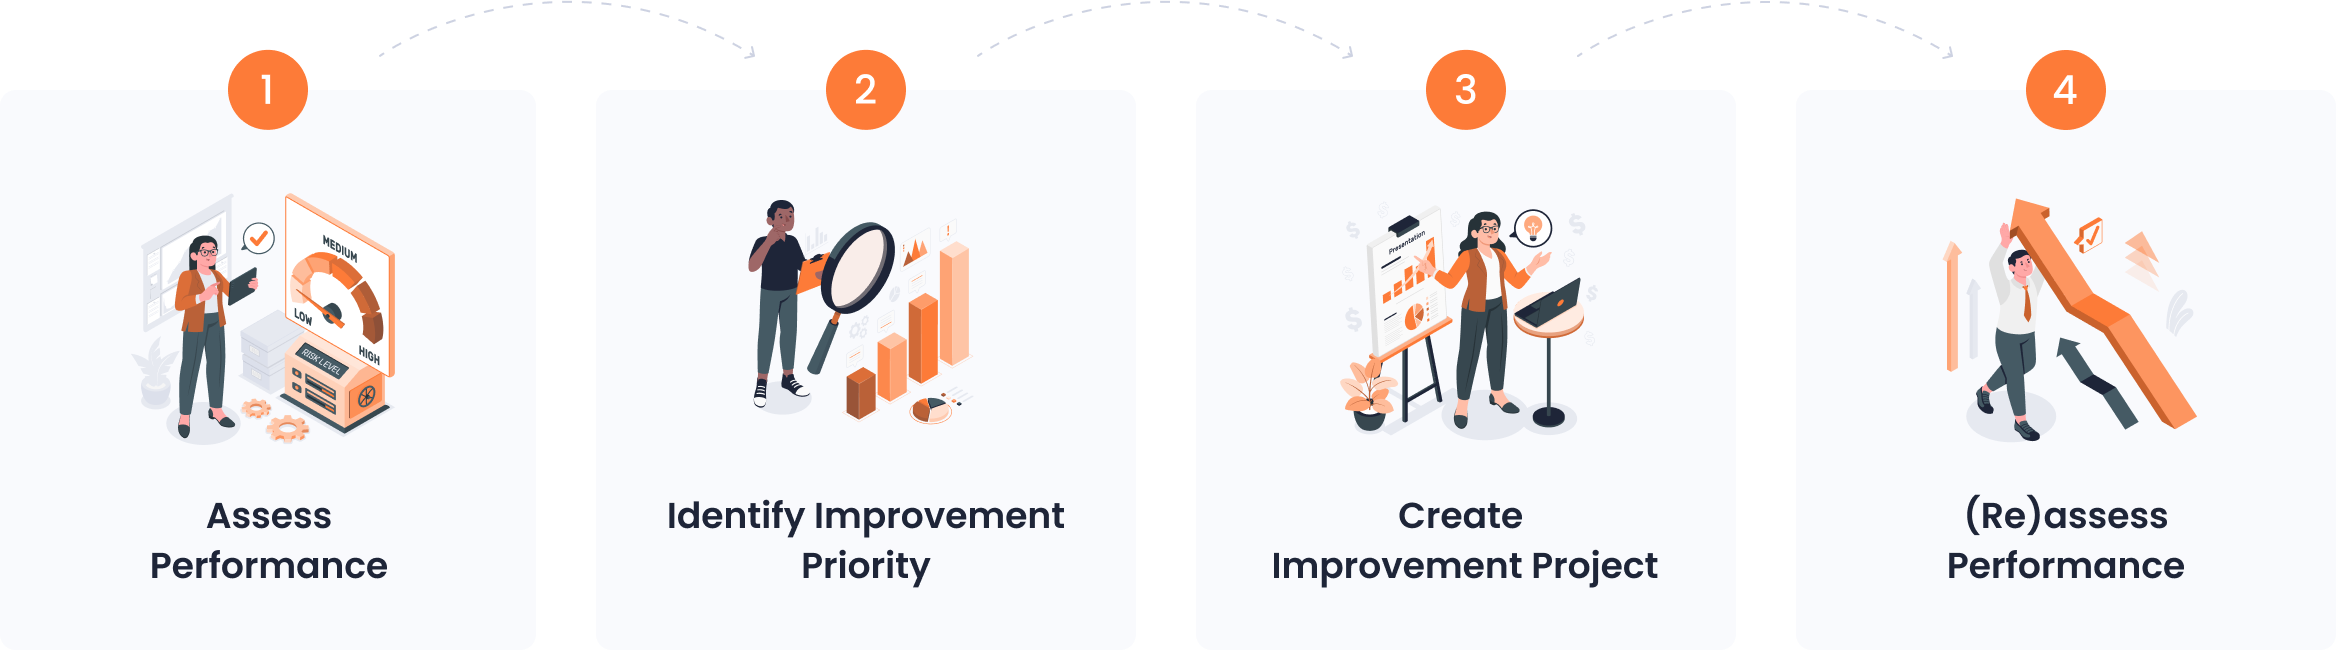 1
2
3
4
MEDIUM
LOW
HIGH
RISK LEVEL
Presentation
Assess
Performance
Identify Improvement
Priority
Create
Improvement Project
(Re)assess
Performance